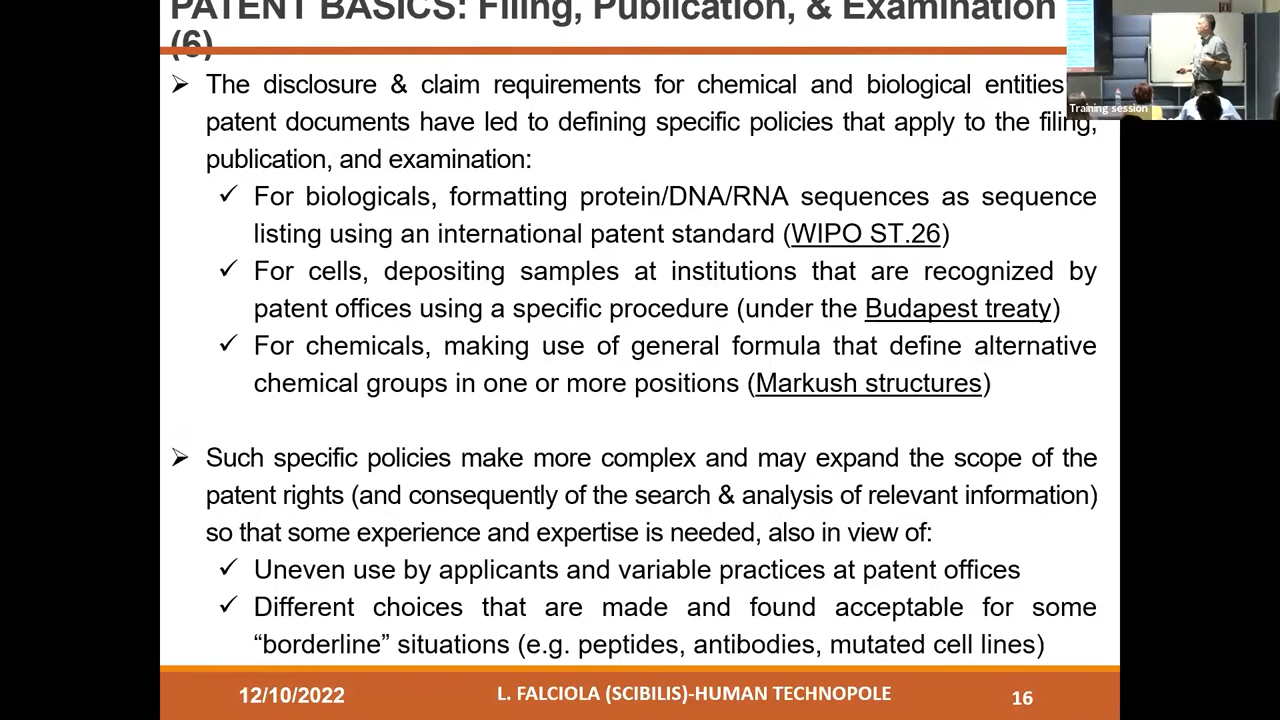 PATENT BASICS: Filing, Publication, & Examination
(6)
➢ The disclosure & claim requirements for chemical and biological entities
patent documents have led to defining specific policies that apply to the filing,
publication, and examination:
✓ For biologicals, formatting protein/DNA/RNA sequences as sequence
listing using an international patent standard (WIPO ST.26)
✓ For cells, depositing samples at institutions that are recognized by
patent offices using a specific procedure (under the Budapest treaty)
✓ For chemicals, making use of general formula that define alternative
chemical groups in one or more positions (Markush structures)
➢ Such specific policies make more complex and may expand the scope of the
patent rights (and consequently of the search & analysis of relevant information)
so that some experience and expertise is needed, also in view of:
✓ Uneven use by applicants and variable practices at patent offices
✓ Different choices that are made and found acceptable for some
“borderline” situations (e.g. peptides, antibodies, mutated cell lines)
12/10/2022
L. FALCIOLA (SCIBILIS)-HUMAN TECHNOPOLE
16
Training session